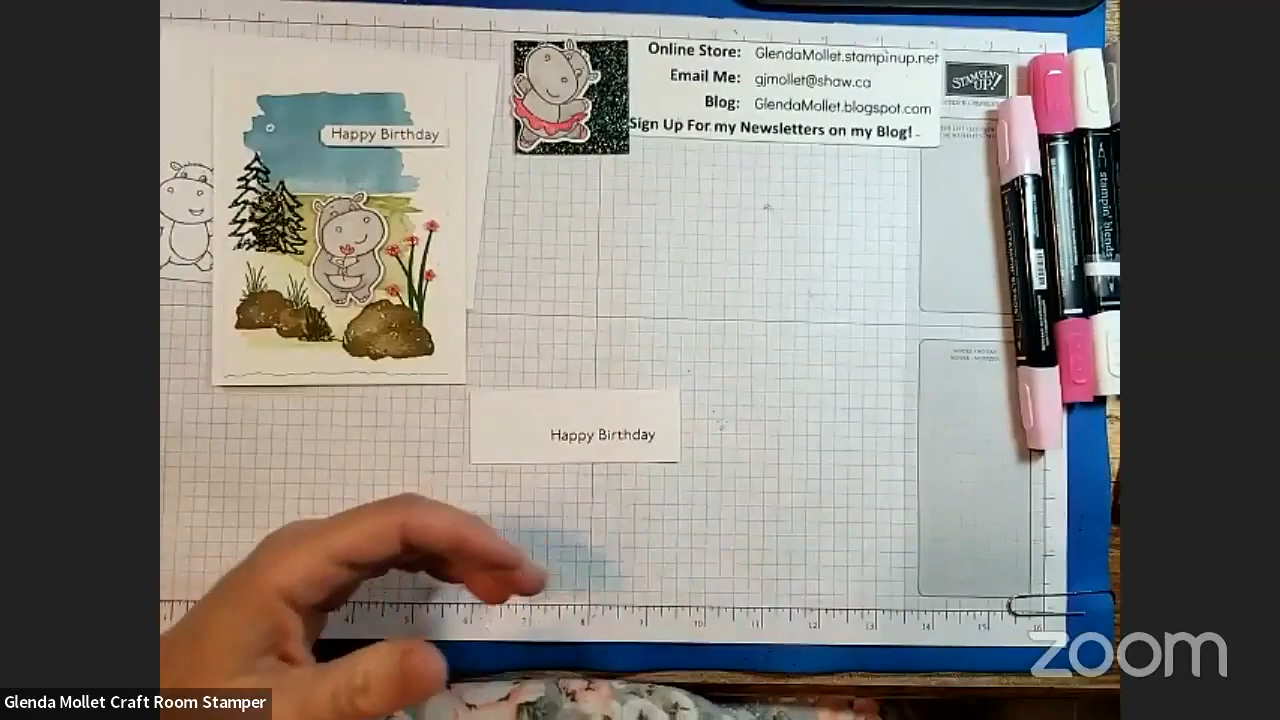 Online Store: GlendaMollet.stampinup.net
Email Me: gjmollet@shaw.ca
Blog: GlendaMollet.blogspot.com
Sign Up For my Newsletters on my Blog! -
STAMPIN' UP!
Happy Birthday
Happy Birthday
stampin' blends
zoom
Glenda Mollet Craft Room Stamper